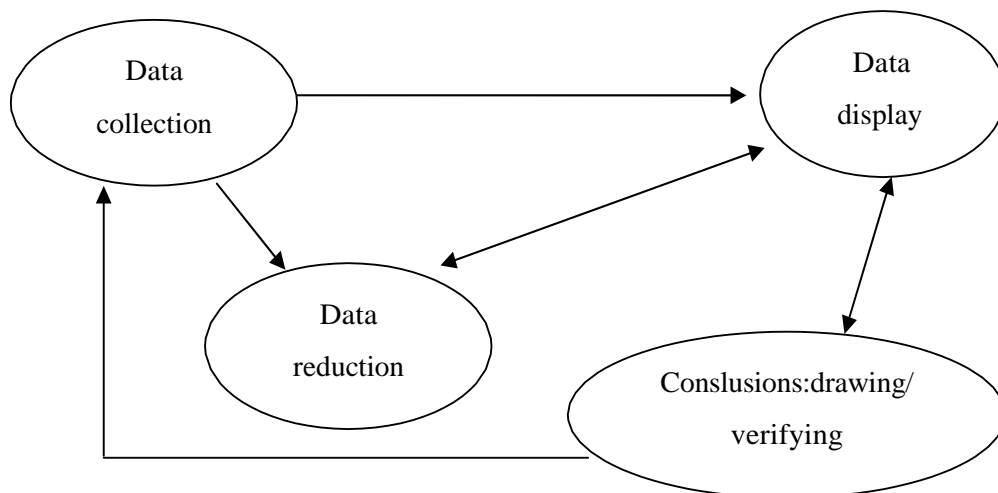 Data
collection
Data
display
Data
reduction
Conslusions:drawing/
verifying